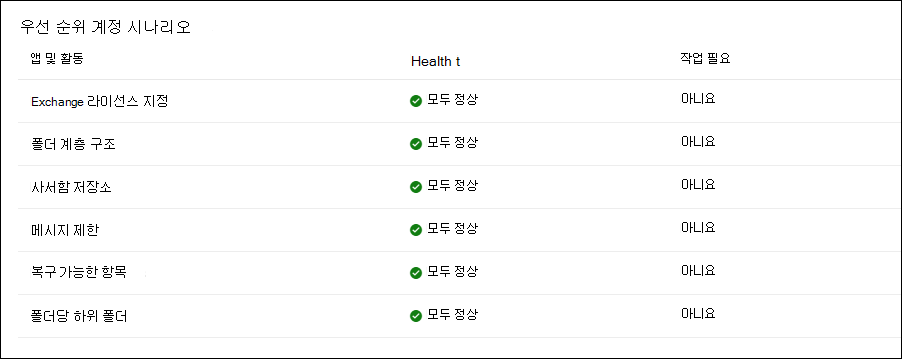 우선 순위 계정 시나리오
앱 및 활동 Health t 작업 필요
Exchange 라이선스 지정 모두 정상 아니요
폴더 계층 구조 모두 정상 아니요
사서함 저장소 모두 정상 아니요
메시지 제한 모두 정상 아니요
복구 가능한 항목 모두 정상 아니요
폴더당 하위 폴더 모두 정상 아니요